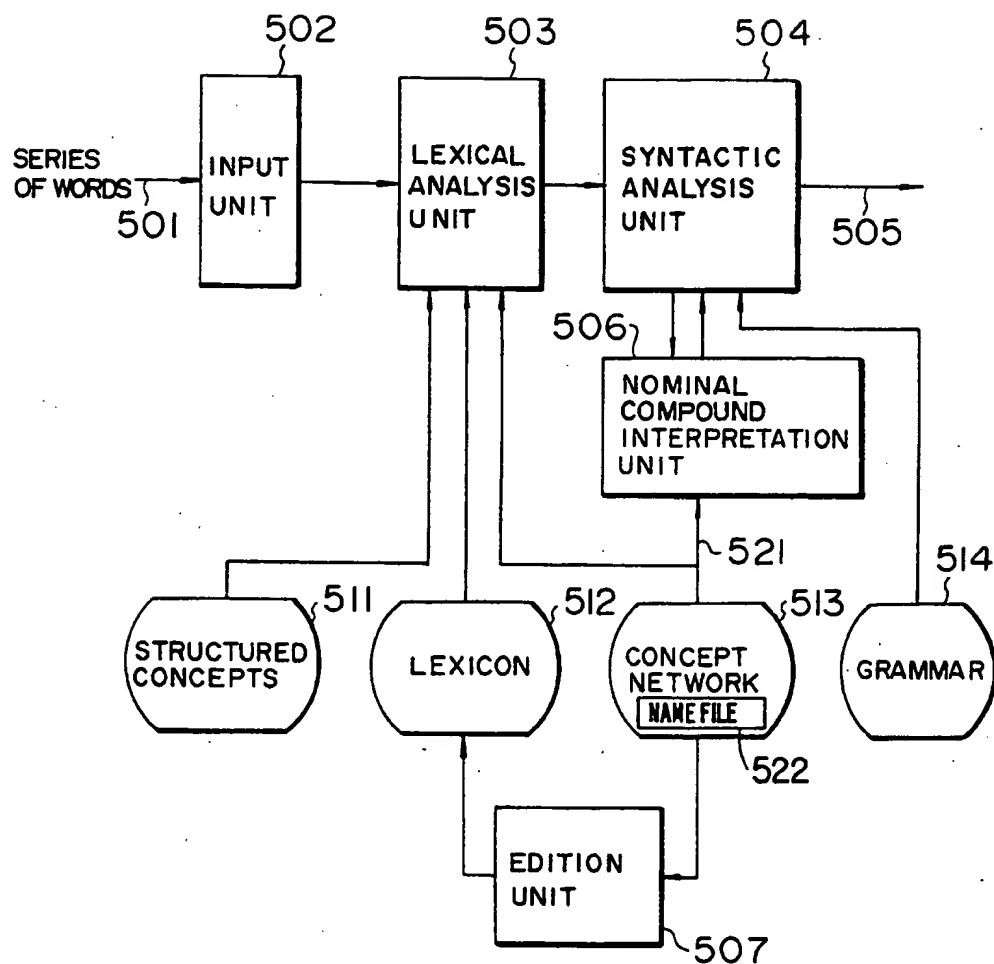 502
503
504
SERIES
OF WORDS
501
INPUT
UNIT
LEXICAL
ANALYSIS
UNIT
SYNTACTIC
ANALYSIS
UNIT
505
506
NOMINAL
COMPOUND
INTERPRETATION
UNIT
521
511
512
513
514
STRUCTURED
CONCEPTS
LEXICON
CONCEPT
NETWORK
NAME FILE
GRAMMAR
522
EDITION
UNIT
507